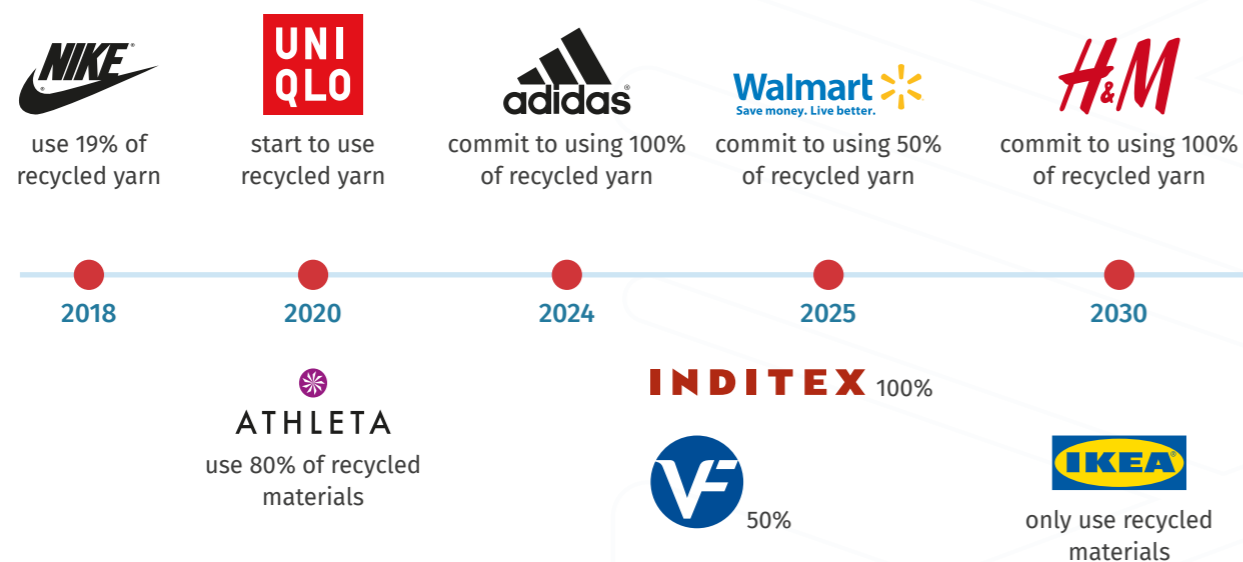 NIKE
use 19% of
recycled yarn
UNI
QLO
start to use
recycled yarn
adidas
commit to using 100%
of recycled yarn
Walmart
Save money. Live better.
commit to using 50%
of recycled yarn
H&M
commit to using 100%
of recycled yarn
2018
2020
2024
2025
2030
ATHLETA
use 80% of recycled
materials
INDITEX 100%
VF 50%
IKEA
only use recycled
materials